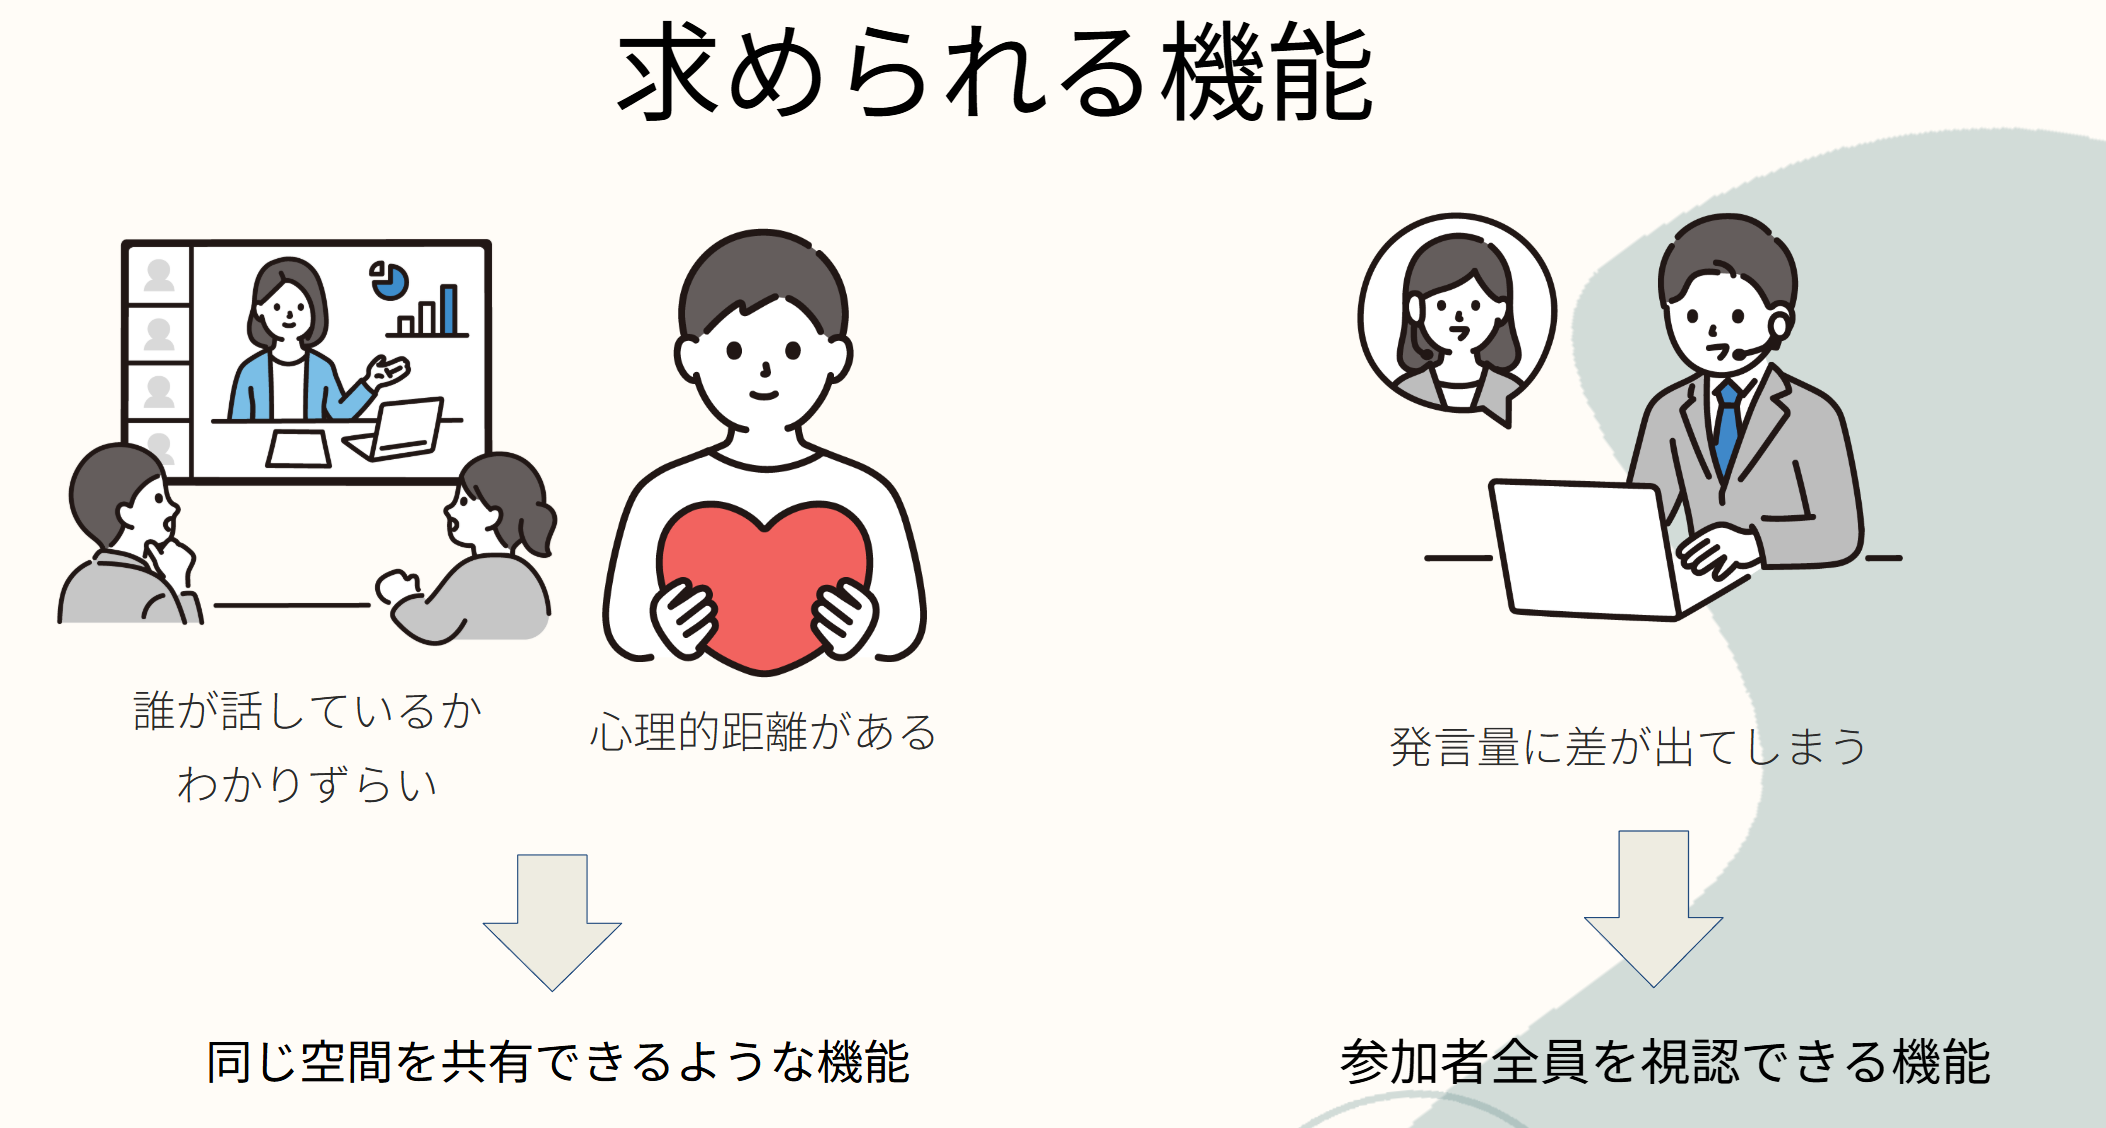 求められる機能
誰が話しているか
わかりずらい
心理的距離がある
発言量に差が出てしまう
同じ空間を共有できるような機能
参加者全員を視認できる機能